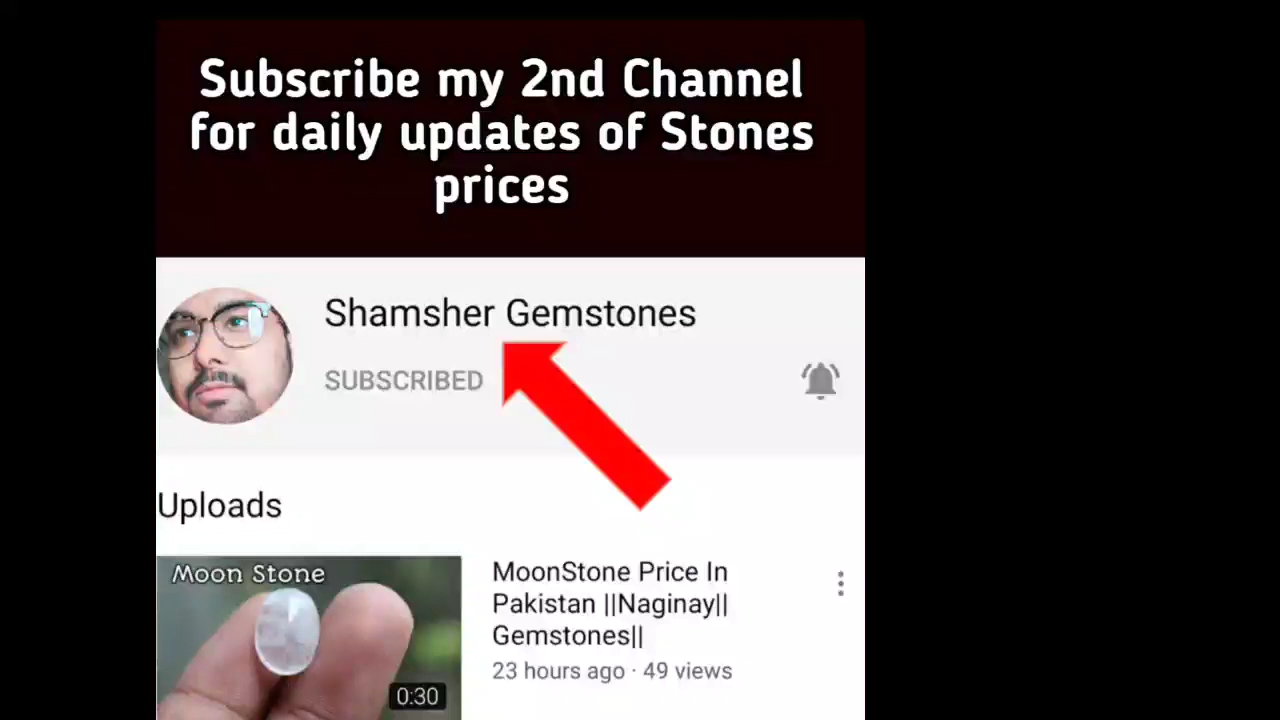 Subscribe my 2nd Channel
for daily updates of Stones
prices
Shamsher Gemstones
SUBSCRIBED
Uploads
Moon Stone
0:30
MoonStone Price In
Pakistan ||Naginay||
Gemstones||
23 hours ago · 49 views